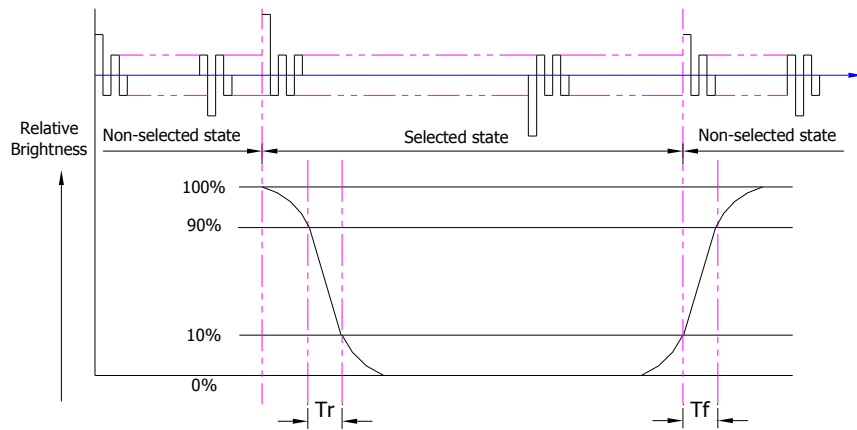 Relative
Brightness
Non-selected state
Selected state
Non-selected state
100%
90%
10%
0%
Tr
Tf